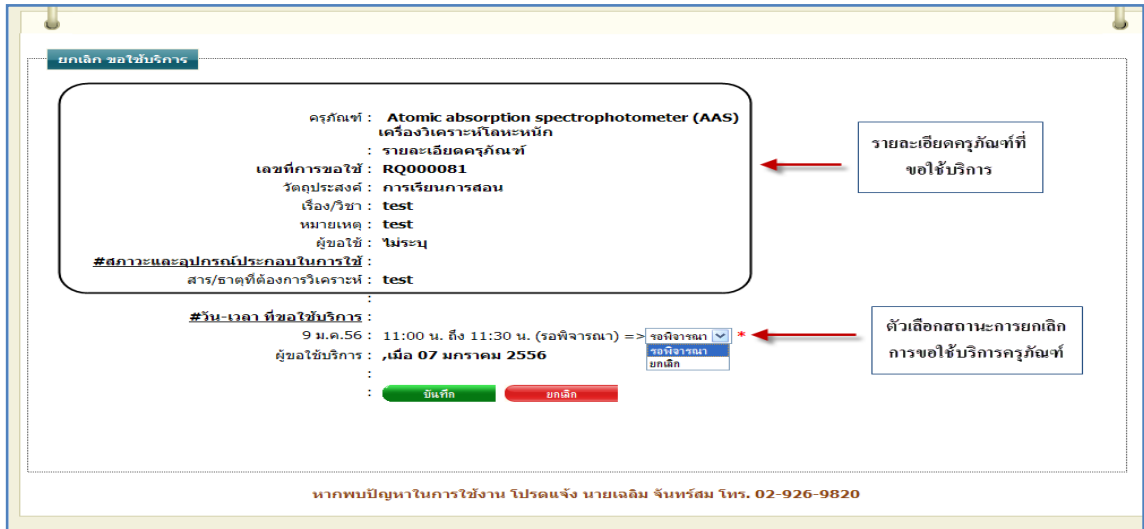 ยกเลิก ขอใช้บริการ
ครุภัณฑ์ : Atomic absorption spectrophotometer (AAS)
เครื่องวิเคราะห์โลหะหนัก
: รายละเอียดครุภัณฑ์
เลขที่การขอใช้ : RQ000081
วัตถุประสงค์ : การเรียนการสอน
เรื่อง/วิชา : test
หมายเหตุ : test
ผู้ขอใช้ : ไม่ระบุ
#สภาวะและอุปกรณ์ประกอบในการใช้ :
สาร/ธาตุที่ต้องการวิเคราะห์ : test
:
#วัน-เวลา ที่ขอใช้บริการ :
9 ม.ค.56 : 11:00 น. ถึง 11:30 น. (รอพิจารณา) => รอพิจารณา *
รอพิจารณา
ยกเลิก
ผู้ขอใช้บริการ : ,เมื่อ 07 มกราคม 2556
:
: บันทึก ยกเลิก
รายละเอียดครุภัณฑ์ที่
ขอใช้บริการ
ตัวเลือกสถานะการยกเลิก
การขอใช้บริการครุภัณฑ์
หากพบปัญหาในการใช้งาน โปรดแจ้ง นายเฉลิม จันทร์สม โทร. 02-926-9820